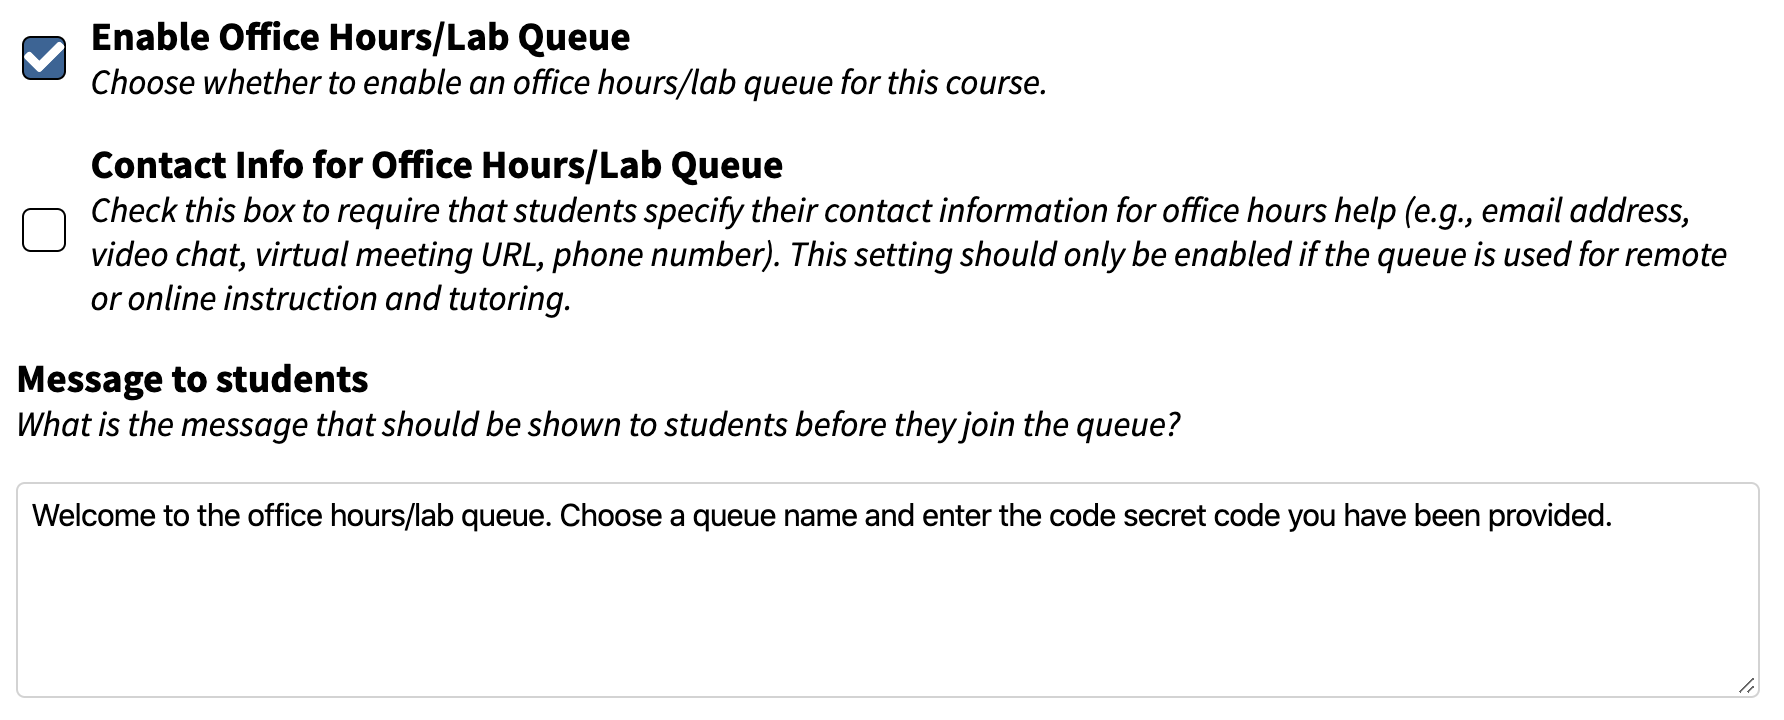 Enable Office Hours/Lab Queue
Choose whether to enable an office hours/lab queue for this course.
Contact Info for Office Hours/Lab Queue
Check this box to require that students specify their contact information for office hours help (e.g., email address,
video chat, virtual meeting URL, phone number). This setting should only be enabled if the queue is used for remote
or online instruction and tutoring.
Message to students
What is the message that should be shown to students before they join the queue?
Welcome to the office hours/lab queue. Choose a queue name and enter the code secret code you have been provided.